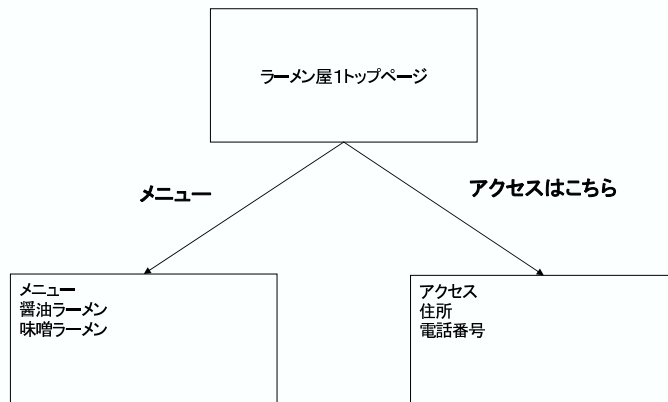 ラーメン屋1トップページ
メニュー
アクセスはこちら
メニュー
醤油ラーメン
味噌ラーメン
アクセス
住所
電話番号